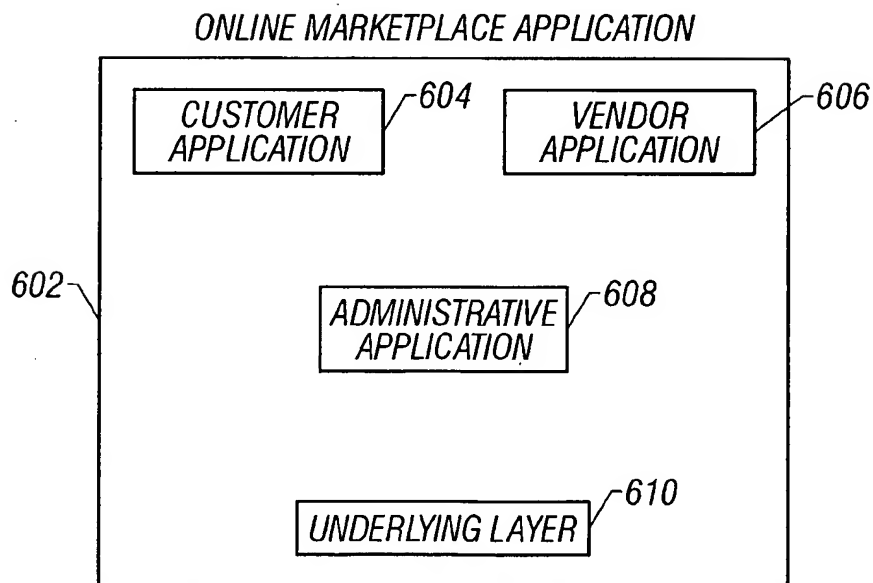 ONLINE MARKETPLACE APPLICATION
CUSTOMER
APPLICATION
604
VENDOR
APPLICATION
606
602
ADMINISTRATIVE
APPLICATION
608
UNDERLYING LAYER
610